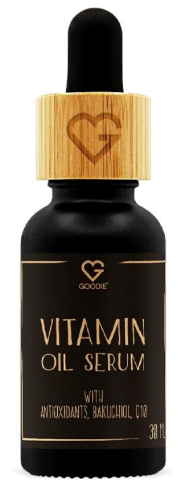 GOODIE®
VITAMIN
OIL SERUM
WITH
ANTIOXIDANTS, BAKUCHIOL, Q10
30 ML